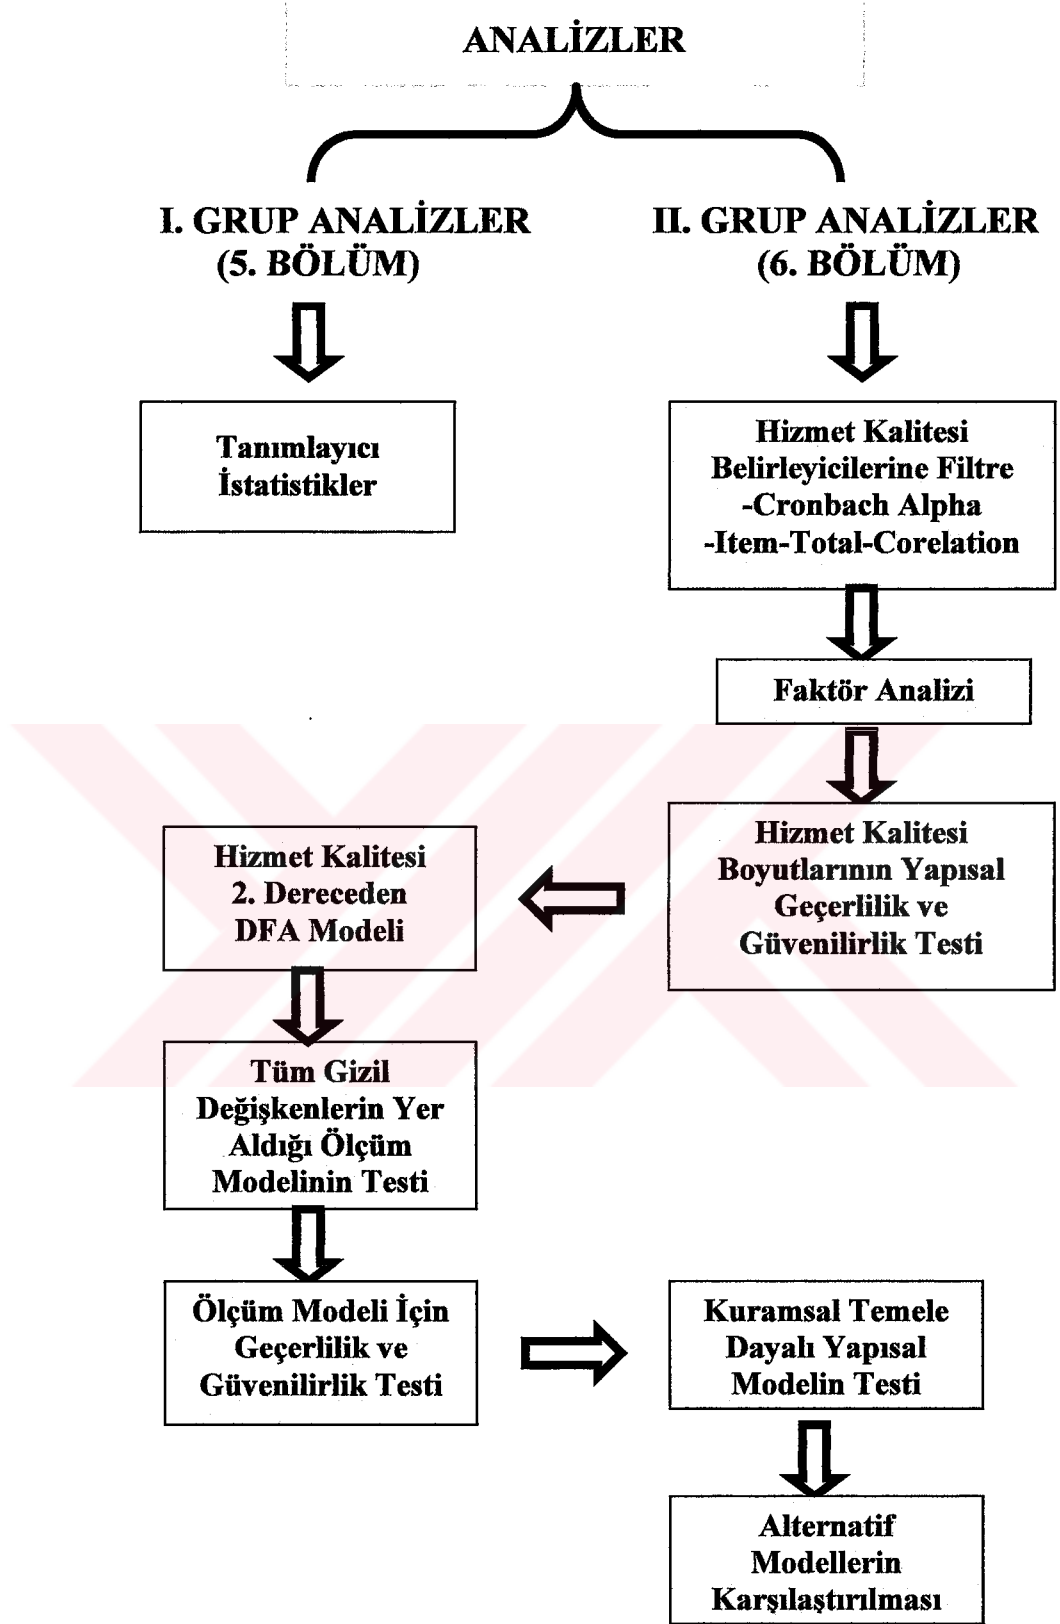 ANALİZLER
I. GRUP ANALİZLER
(5. BÖLÜM)
II. GRUP ANALİZLER
(6. BÖLÜM)
Tanımlayıcı
İstatistikler
Hizmet Kalitesi
Belirleyicilerine Filtre
-Cronbach Alpha
-Item-Total-Corelation
Faktör Analizi
Hizmet Kalitesi
Boyutlarının Yapısal
Geçerlilik ve
Güvenilirlik Testi
Hizmet Kalitesi
2. Dereceden
DFA Modeli
Tüm Gizil
Değişkenlerin Yer
Aldığı Ölçüm
Modelinin Testi
Ölçüm Modeli İçin
Geçerlilik ve
Güvenilirlik Testi
Kuramsal Temele
Dayalı Yapısal
Modelin Testi
Alternatif
Modellerin
Karşılaştırılması